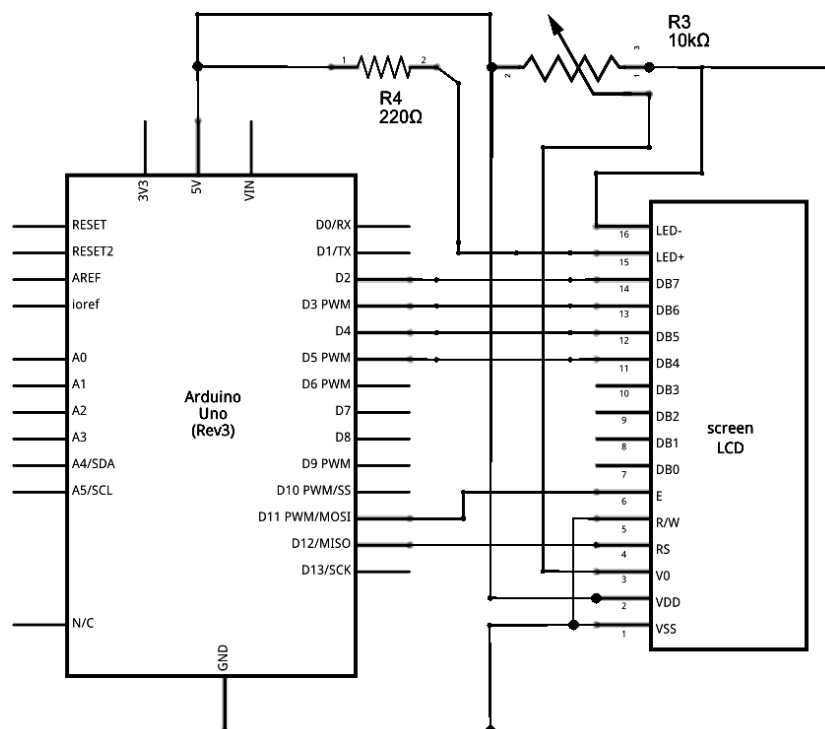 R3
10kΩ
2
3
1
1
2
R4
220Ω
3V3
5V
VIN
RESET
RESET2
AREF
ioref
A0
A1
A2
A3
A4/SDA
A5/SCL
N/C
Arduino
Uno
(Rev3)
D0/RX
D1/TX
D2
D3 PWM
D4
D5 PWM
D6 PWM
D7
D8
D9 PWM
D10 PWM/SS
D11 PWM/MOSI
D12/MISO
D13/SCK
GND
16 LED-
15 LED+
14 DB7
13 DB6
12 DB5
11 DB4
10 DB3
9 DB2
8 DB1
7 DB0
6 E
5 R/W
4 RS
3 V0
2 VDD
1 VSS
screen
LCD